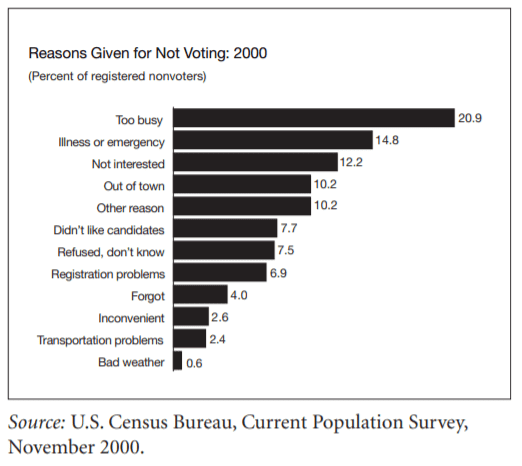 Reasons Given for Not Voting: 2000
(Percent of registered nonvoters)
Too busy 20.9
Illness or emergency 14.8
Not interested 12.2
Out of town 10.2
Other reason 10.2
Didn't like candidates 7.7
Refused, don't know 7.5
Registration problems 6.9
Forgot 4.0
Inconvenient 2.6
Transportation problems 2.4
Bad weather 0.6
Source: U.S. Census Bureau, Current Population Survey,
November 2000.